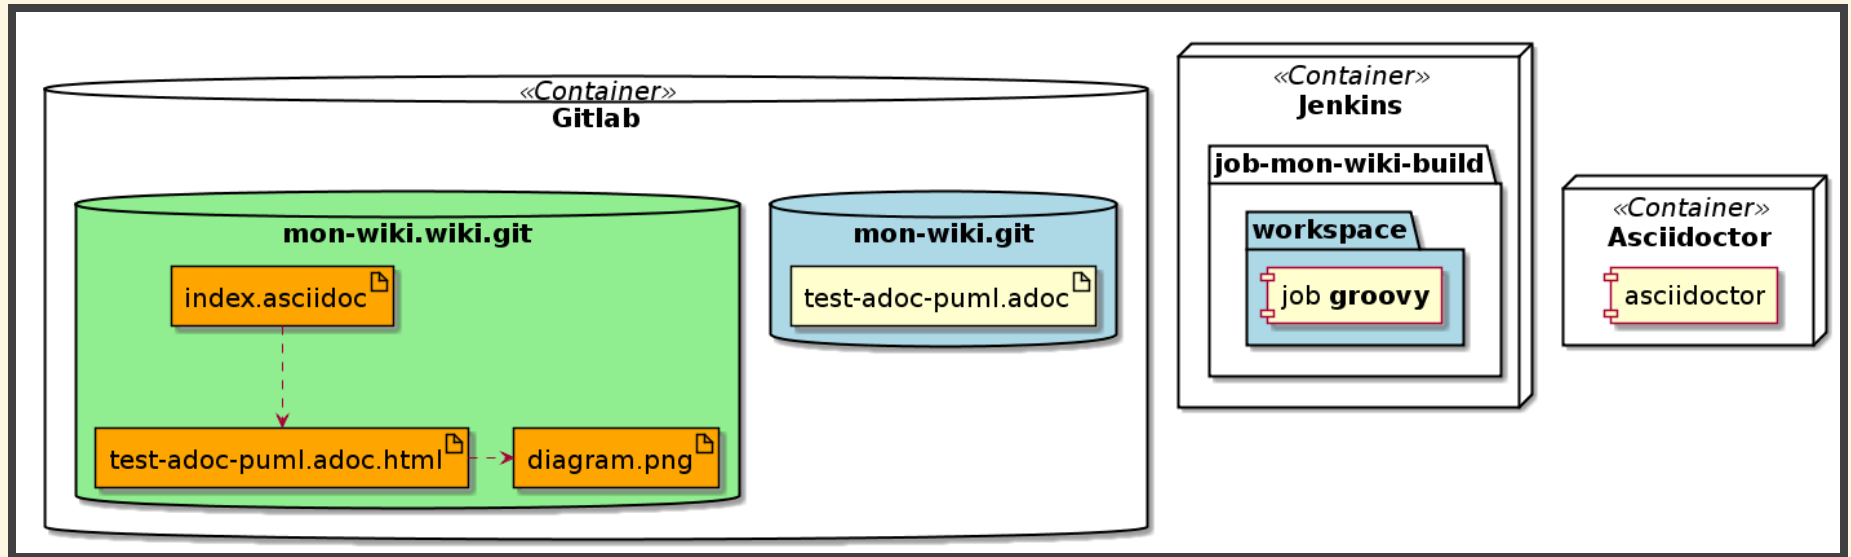 «Container»
Gitlab
mon-wiki.wiki.git
index.asciidoc
test-adoc-puml.adoc.html
diagram.png
mon-wiki.git
test-adoc-puml.adoc
«Container»
Jenkins
job-mon-wiki-build
workspace
job groovy
«Container»
Asciidoctor
asciidoctor